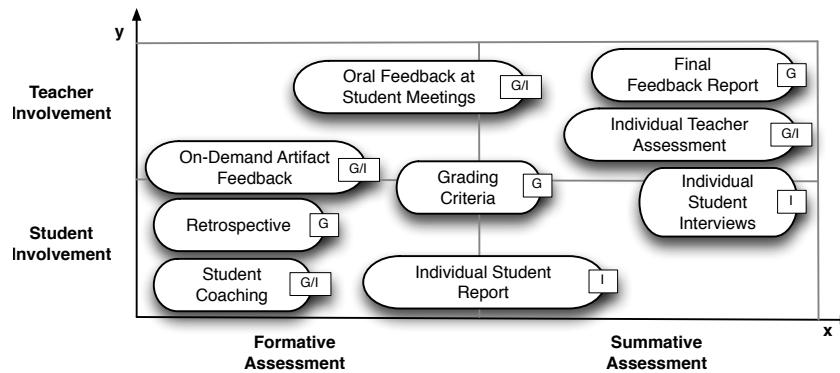 y
Teacher
Involvement
Student
Involvement
Oral Feedback at
Student Meetings
G/I
Final
Feedback Report
G
Individual Teacher
Assessment
G/I
On-Demand Artifact
Feedback
G/I
Grading
Criteria
G
Individual
Student
Interviews
I
Retrospective
G
Student
Coaching
G/I
Individual Student
Report
I
x
Formative
Assessment
Summative
Assessment